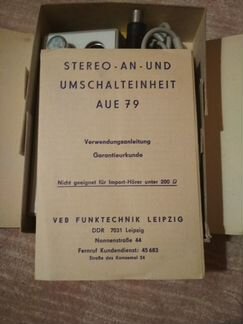 STEREO-AN-UND
UMSCHALTEINHEIT
AUE 79
Verwendungsanleitung
Garantieurkunde
Nicht geeignet für Import-Hörer unter 200 Ω
VEB FUNKTECHNIK LEIPZIG
DDR 7031 Leipzig
Nonnenstraße 44
Fernruf Kundendienst: 45 683
Straße des Komsomol 24